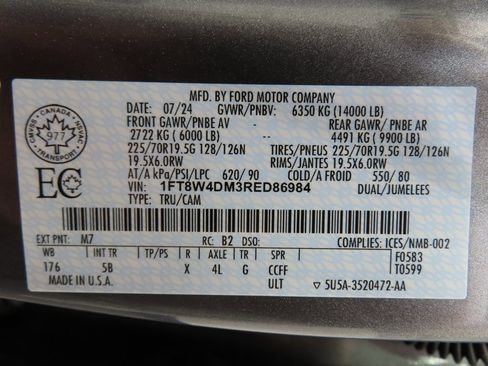 MFD. BY FORD MOTOR COMPANY
DATE: 07/24 GVWR/PNBV: 6350 KG (14000 LB)
FRONT GAWR/PNBE AV - REAR GAWR/PNBE AR
2722 KG (6000 LB) -- 4491 KG (9900 LB)
225/70R19.5G 128/126N TIRES/PNEUS 225/70R19.5G 128/126N
19.5X6.0RW RIMS/JANTES 19.5X6.0RW
AT/A kPa/PSI/LPC 620/90 COLD/A FROID 550/80
VIN: 1FT8W4DM3RED86984 DUAL/JUMELEES
TYPE: TRU/CAM
CANADA
977
TRANSPORT
EC
EXT PNT: M7 RC: B2 DSO: COMPLIES: ICES/NMB-002
WB INT TR TP/PS R AXLE TR SPR F0583
176 5B X 4L G CCFF T0599
MADE IN U.S.A. ULT 5U5A-3520472-AA